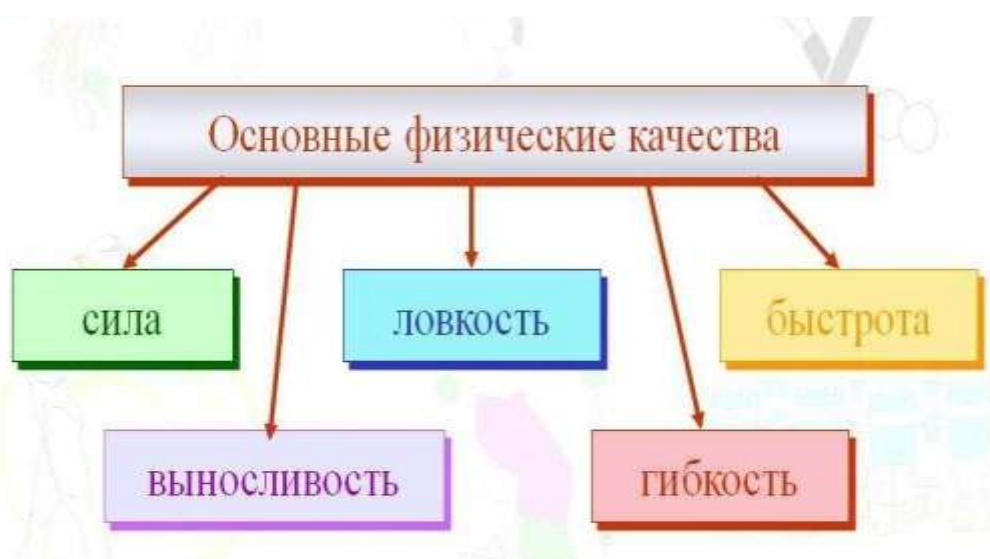 Основные физические качества
сила
ловкость
быстрота
выносливость
гибкость